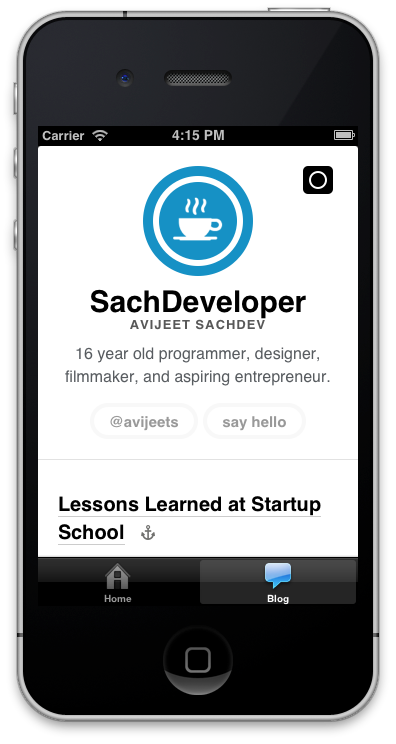 Carrier 4:15 PM
SachDeveloper
AVIJEET SACHDEV
16 year old programmer, designer,
filmmaker, and aspiring entrepreneur.
@avijeets say hello
Lessons Learned at Startup
School
Home Blog